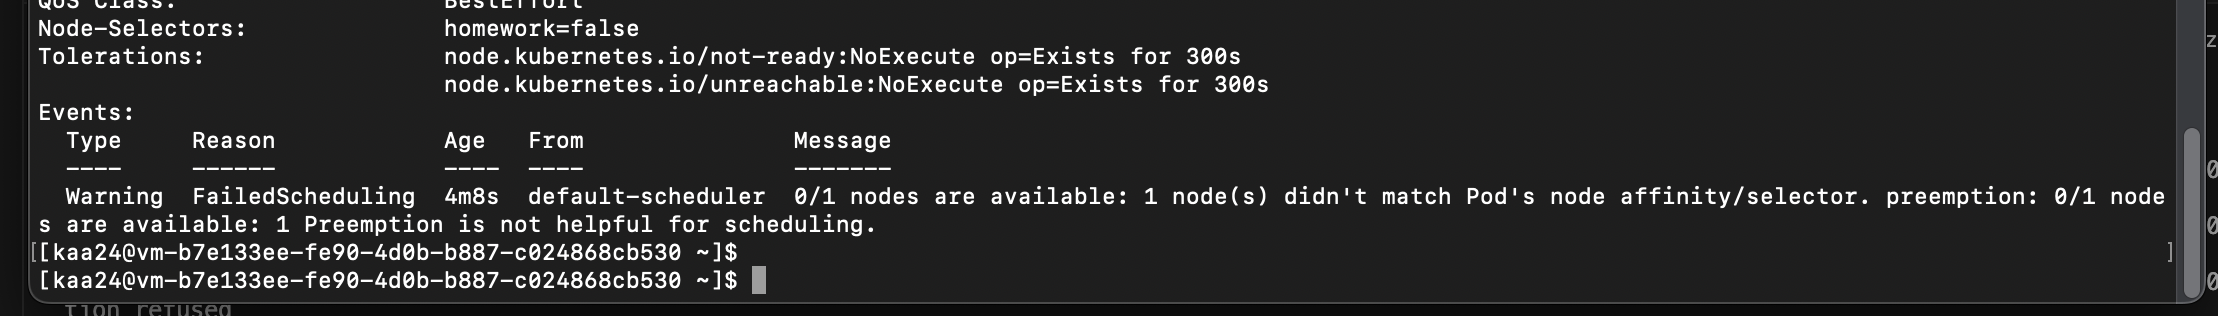 QoS Class:                   BestEffort
Node-Selectors:              homework=false
Tolerations:                 node.kubernetes.io/not-ready:NoExecute op=Exists for 300s
                             node.kubernetes.io/unreachable:NoExecute op=Exists for 300s
Events:
  Type     Reason            Age   From               Message
  ----     ------            ----  ----               -------
  Warning  FailedScheduling  4m8s  default-scheduler  0/1 nodes are available: 1 node(s) didn't match Pod's node affinity/selector. preemption: 0/1 node
s are available: 1 Preemption is not helpful for scheduling.
[[kaa24@vm-b7e133ee-fe90-4d0b-b887-c024868cb530 ~]$ ]
[kaa24@vm-b7e133ee-fe90-4d0b-b887-c024868cb530 ~]$
tion refused
z
0
0
0